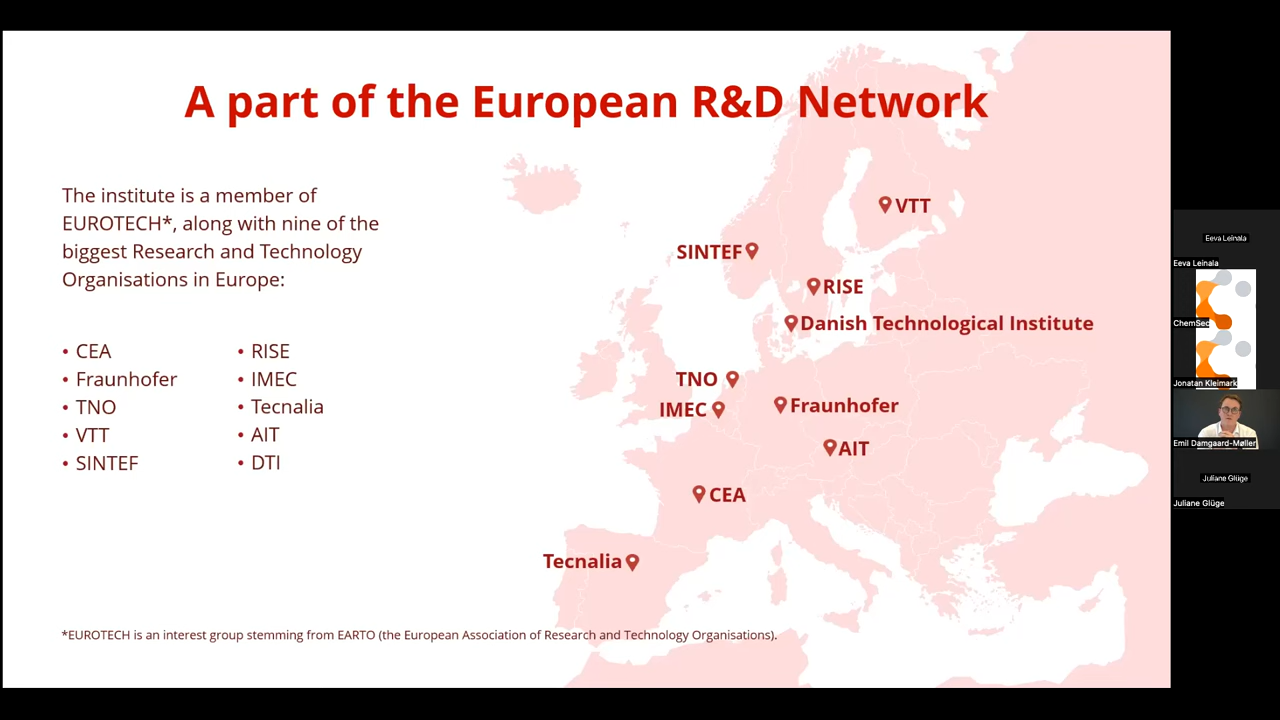 A part of the European R&D Network
The institute is a member of
EUROTECH*, along with nine of the
biggest Research and Technology
Organisations in Europe:
• CEA
• Fraunhofer
• TNO
• VTT
• SINTEF
• RISE
• IMEC
• Tecnalia
• AIT
• DTI
VTT
SINTEF
RISE
Danish Technological Institute
TNO
IMEC
Fraunhofer
AIT
CEA
Tecnalia
*EUROTECH is an interest group stemming from EARTO (the European Association of Research and Technology Organisations).
Eeva Leinala
Eeva Leinala
ChemSec
Jonatan Kleimark
Emil Damgaard-Møller
Juliane Glüge
Juliane Glüge